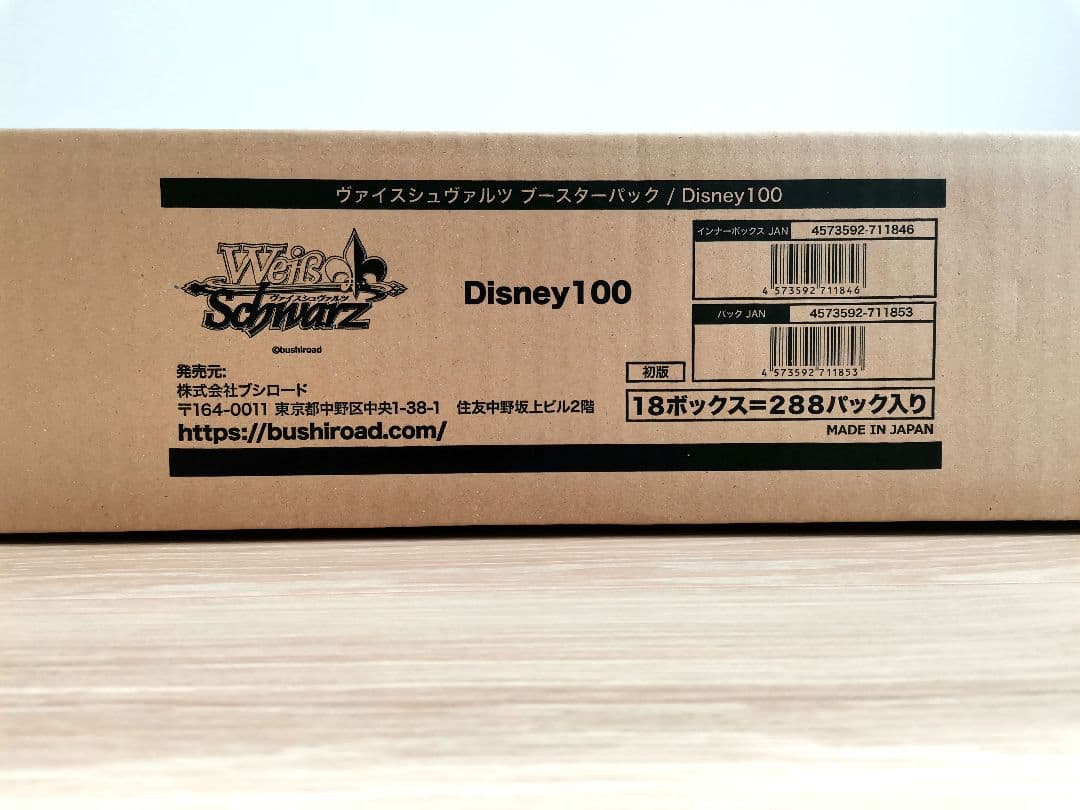 ヴァイスシュヴァルツ ブースターパック / Disney100
Weiß
ヴァイスシュヴァルツ
Schwarz
©bushiroad
Disney100
インナーボックス JAN 4573592-711846
4 573592 711846
パック JAN 4573592-711853
4 573592 711853
発売元:
株式会社ブシロード
〒164-0011 東京都中野区中央1-38-1 住友中野坂上ビル2階
https://bushiroad.com/
初版
18ボックス=288パック入り
MADE IN JAPAN